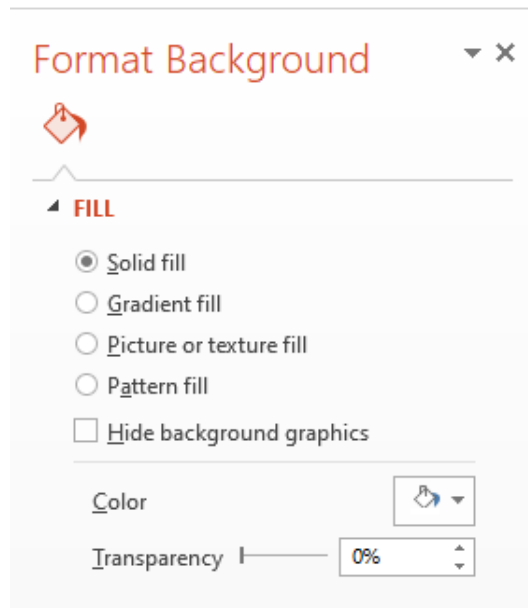 Format Background
FILL
Solid fill
Gradient fill
Picture or texture fill
Pattern fill
Hide background graphics
Color
Transparency 0%